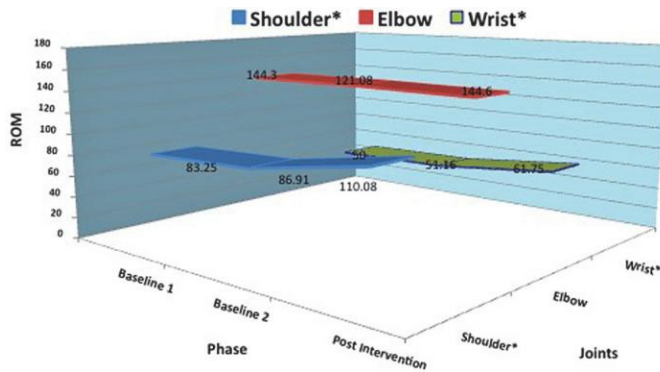 Shoulder* Elbow Wrist*
180
160
140
120
100
80
60
40
20
0
ROM
144.3 121.08 144.6
83.25 86.91 110.08
50 51.16 61.75
Baseline 1
Baseline 2
Post Intervention
Phase
Shoulder*
Elbow
Wrist*
Joints